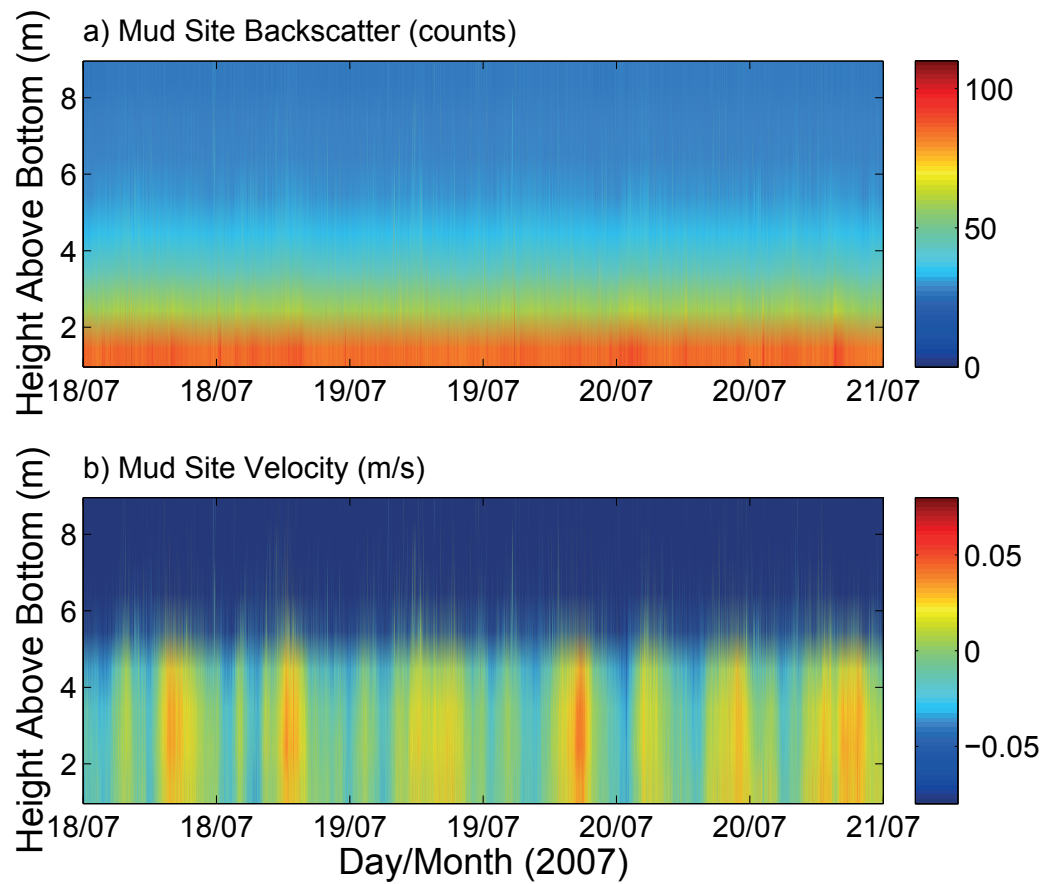 a) Mud Site Backscatter (counts)
Height Above Bottom (m)
8
6
4
2
18/07 18/07 19/07 19/07 20/07 20/07 21/07
100
50
0
b) Mud Site Velocity (m/s)
Height Above Bottom (m)
8
6
4
2
18/07 18/07 19/07 19/07 20/07 20/07 21/07
0.05
0
−0.05
Day/Month (2007)